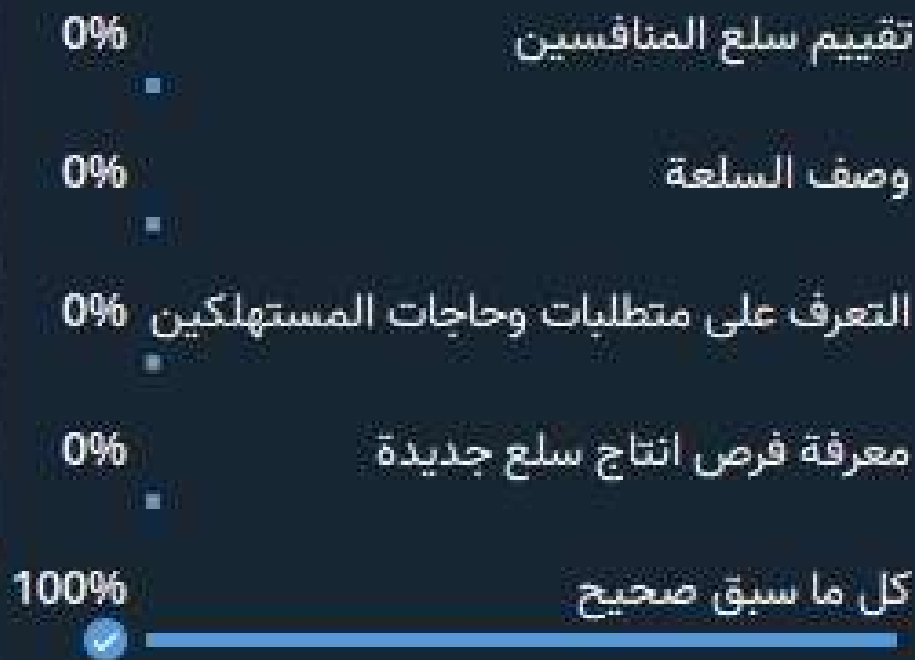 تقييم سلع المنافسين 0%
وصف السلعة 0%
التعرف على متطلبات وحاجات المستهلكين 0%
معرفة فرص انتاج سلع جديدة 0%
كل ما سبق صحيح 100%